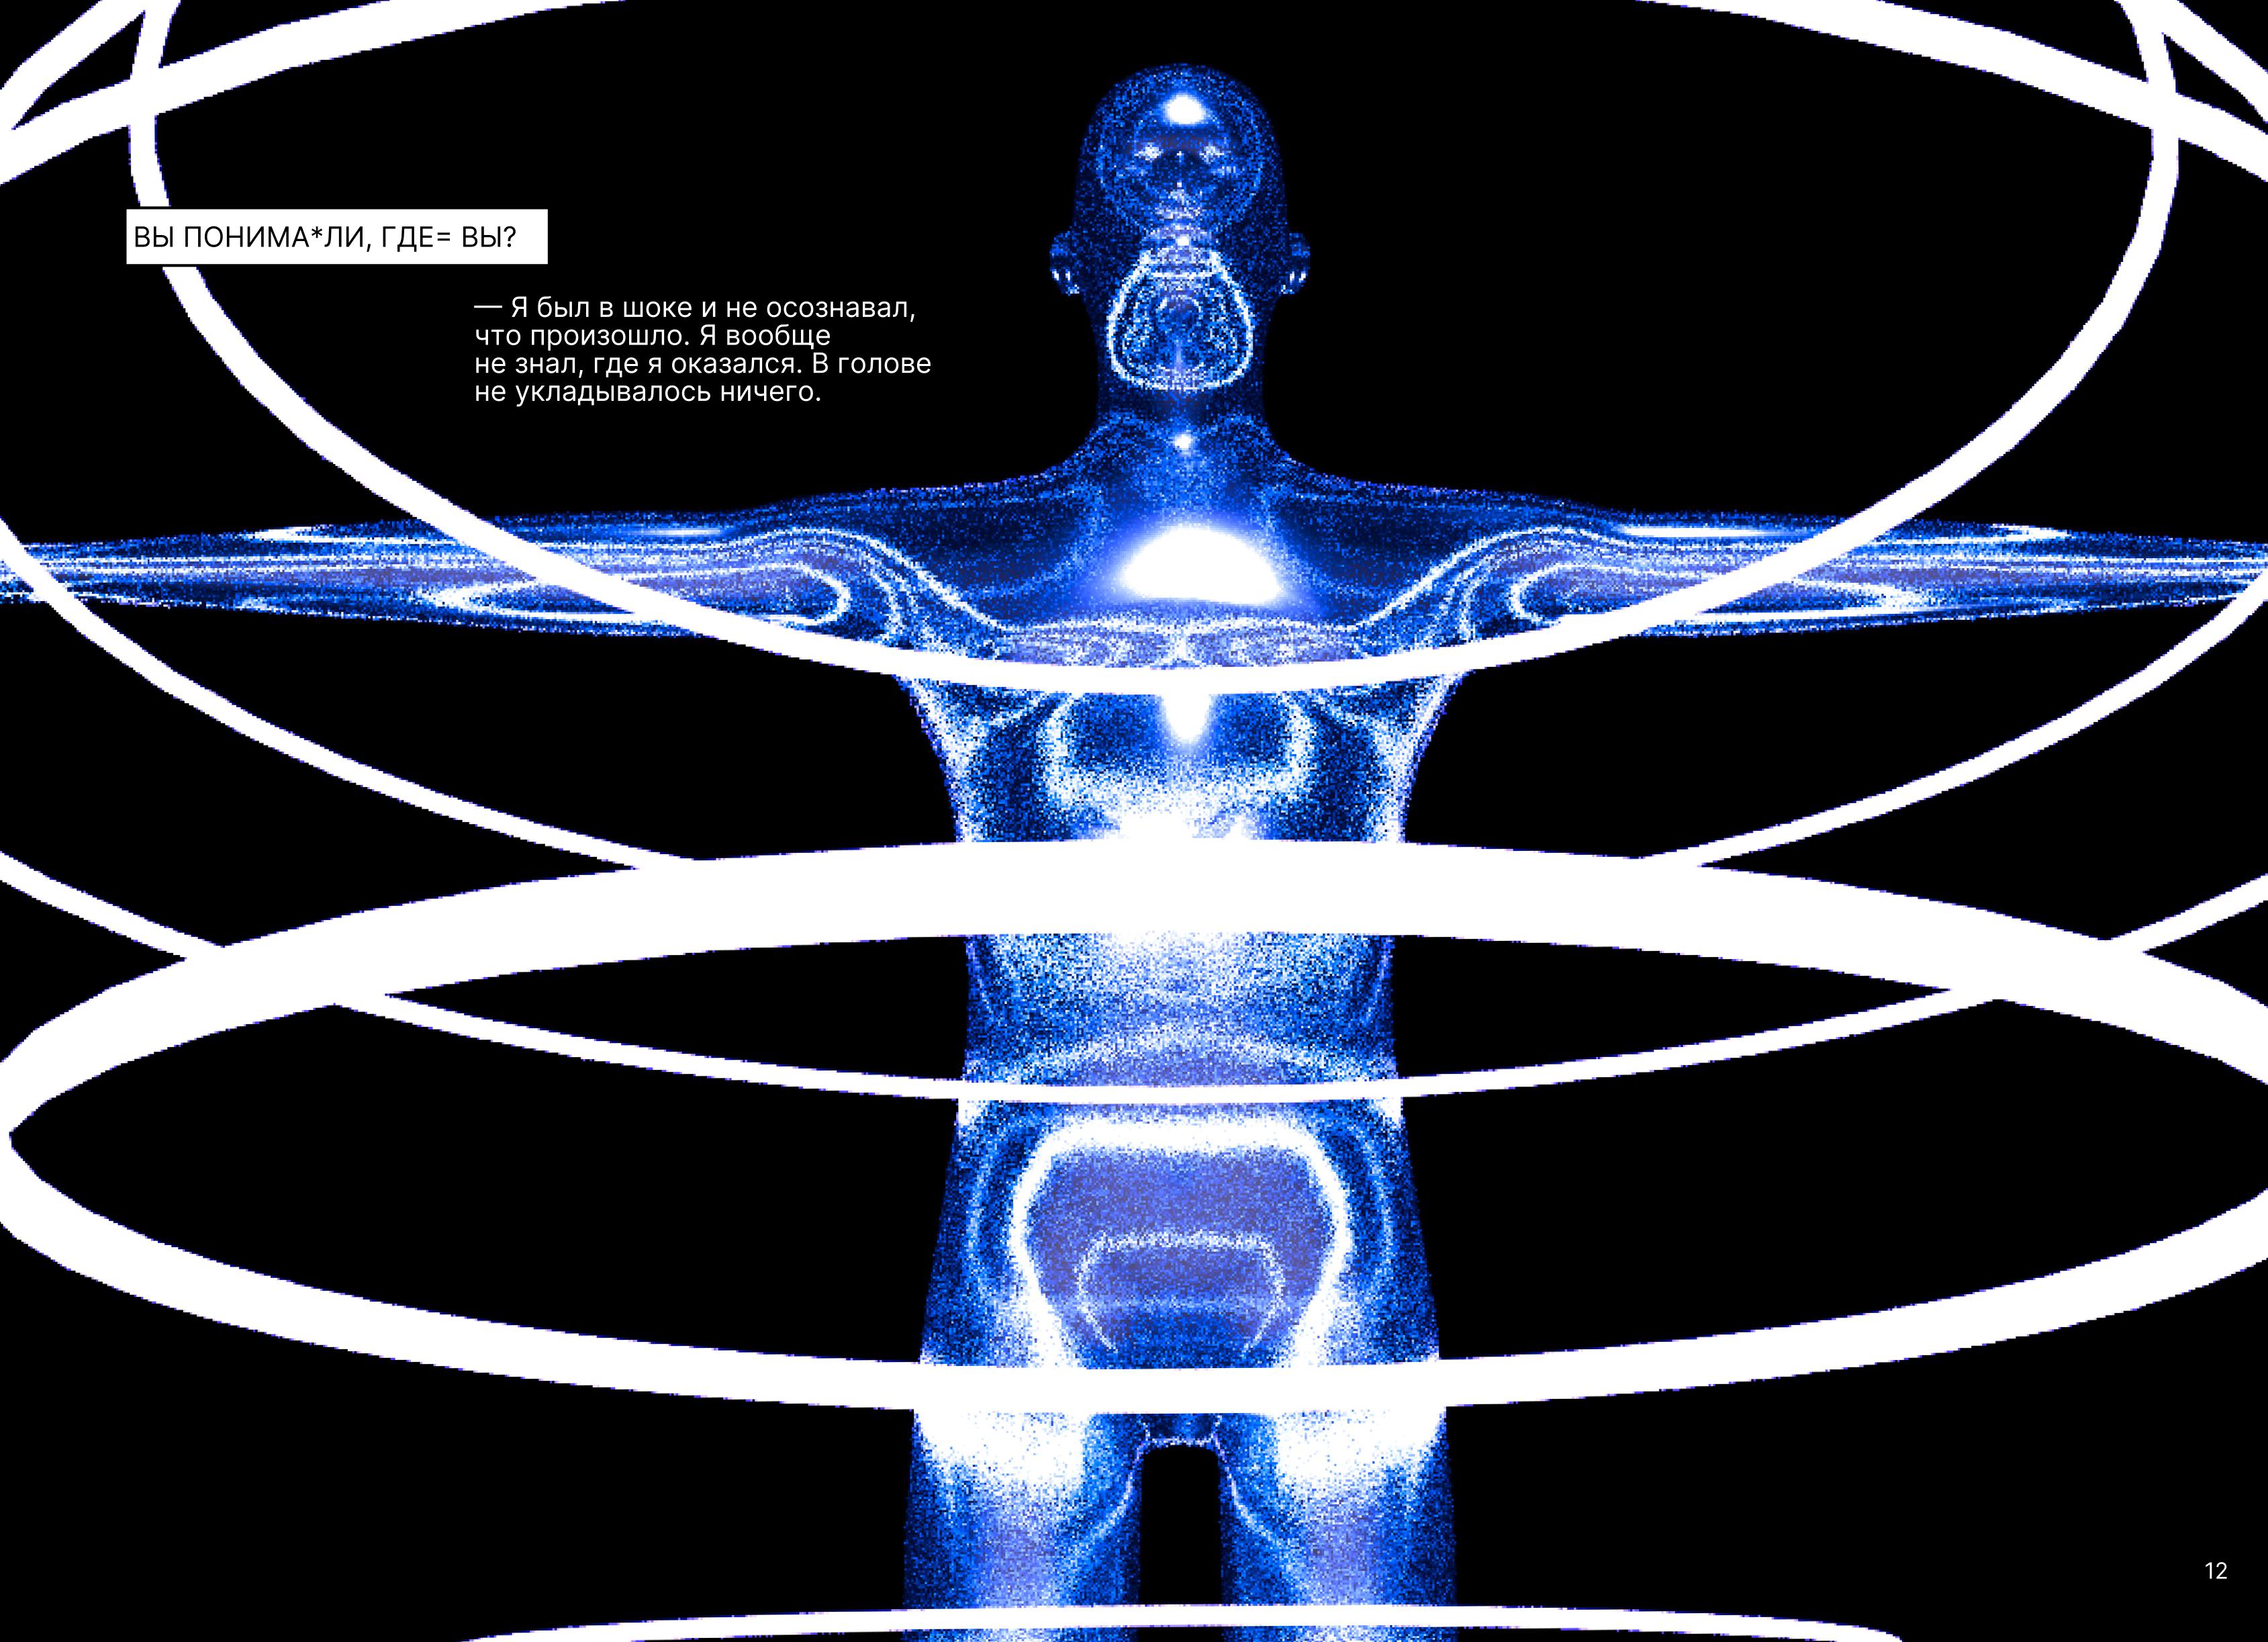 ВЫ ПОНИМА*ЛИ, ГДЕ= ВЫ?
— Я был в шоке и не осознавал,
что произошло. Я вообще
не знал, где я оказался. В голове
не укладывалось ничего.
12